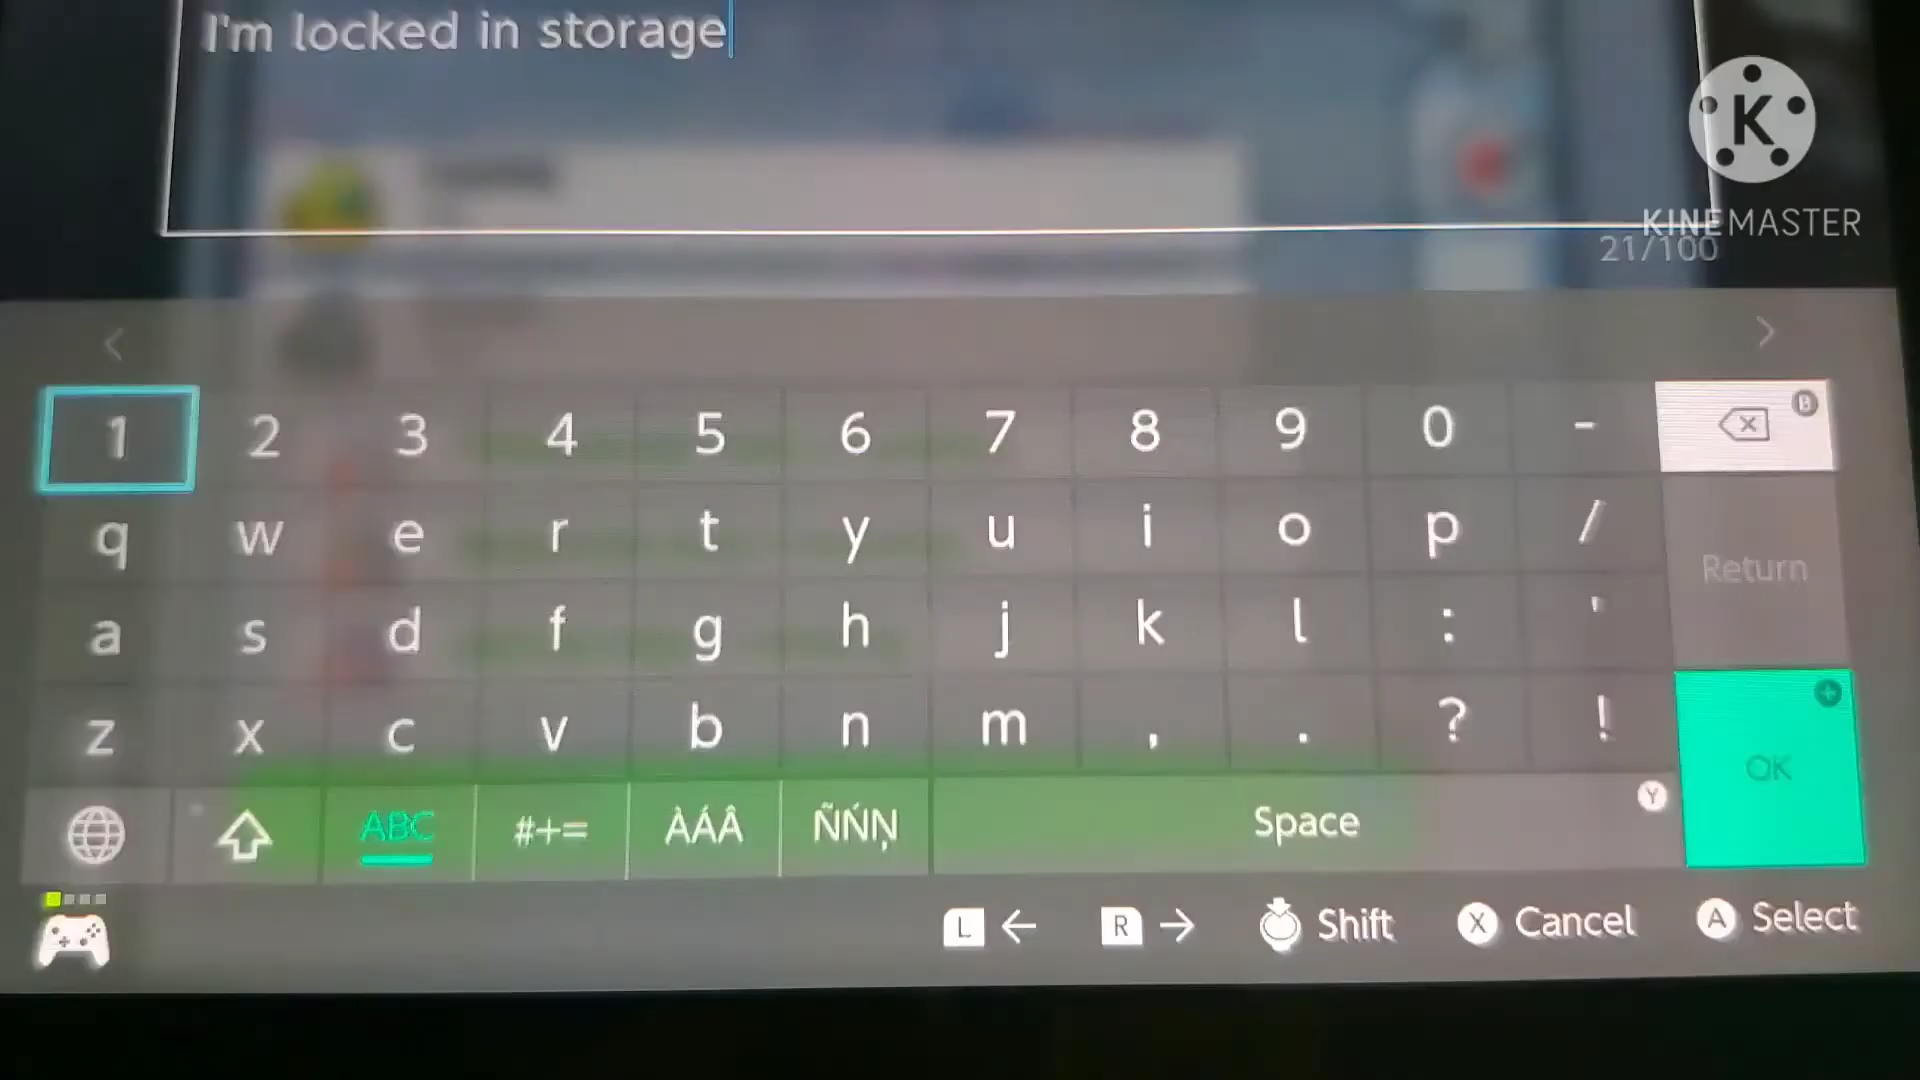 I'm locked in storage
K
KINEMASTER
21/100
< >
1 2 3 4 5 6 7 8 9 0 - B
q w e r t y u i o p /
Return
a s d f g h j k l : '
z x c v b n m , . ? !
OK
ABC #+= ÀÁÂ ÑŃŅ Space Y
L ← R → Shift X Cancel A Select